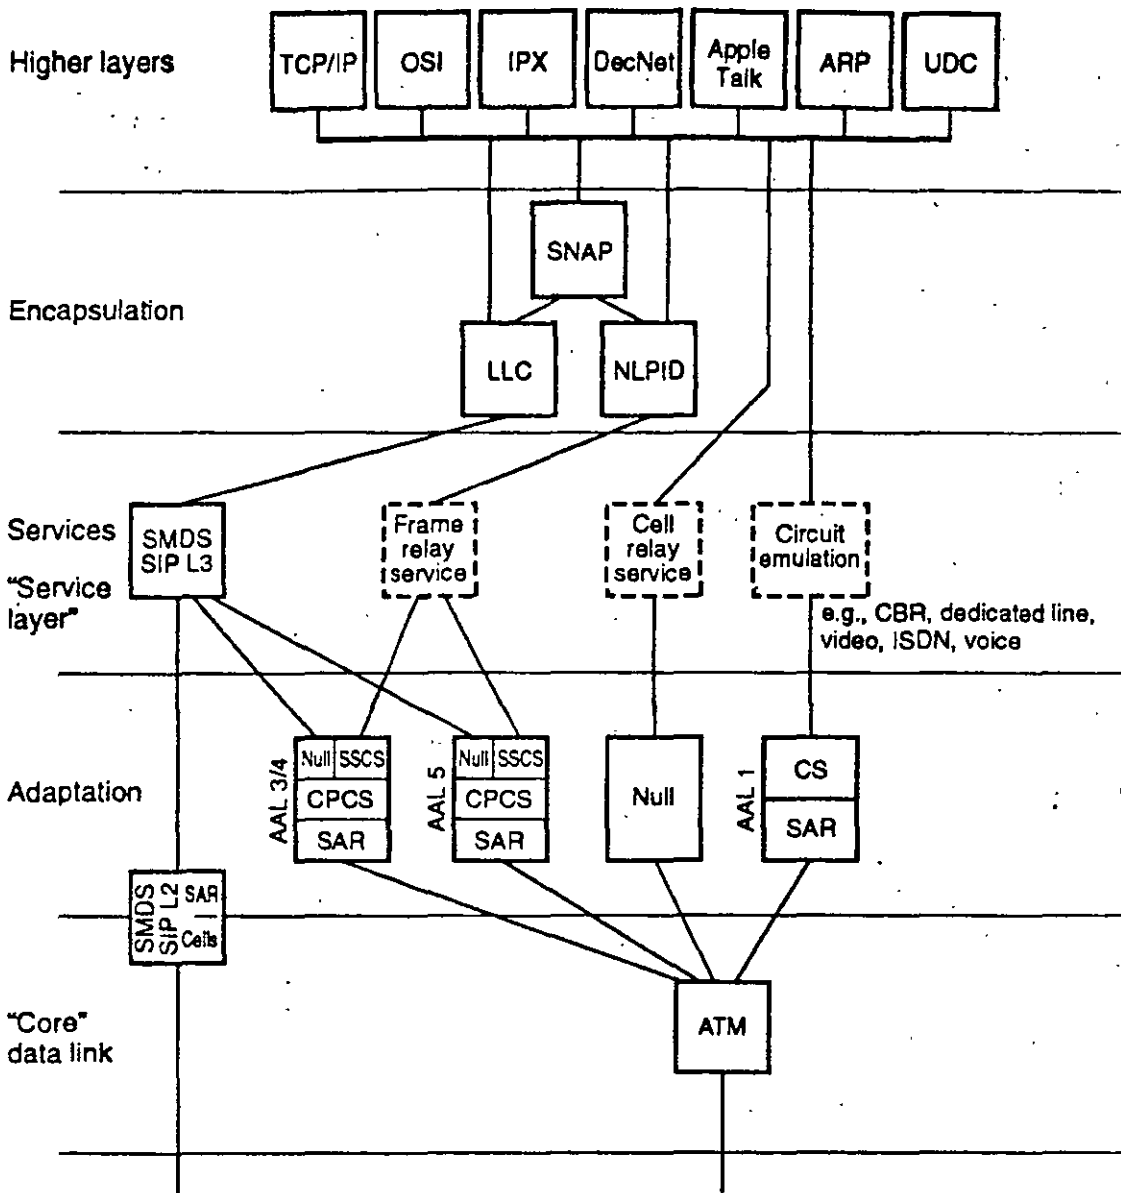 Higher layers
TCP/IP
OSI
IPX
DecNet
Apple
Talk
ARP
UDC
Encapsulation
SNAP
LLC
NLPID
Services
"Service
layer"
SMDS
SIP L3
Frame
relay
service
Cell
relay
service
Circuit
emulation
e.g., CBR, dedicated line,
video, ISDN, voice
Adaptation
AAL 3/4
Null
SSCS
CPCS
SAR
AAL 5
Null
SSCS
CPCS
SAR
Null
AAL 1
CS
SAR
SMDS
SIP L2
SAR
Cells
"Core"
data link
ATM